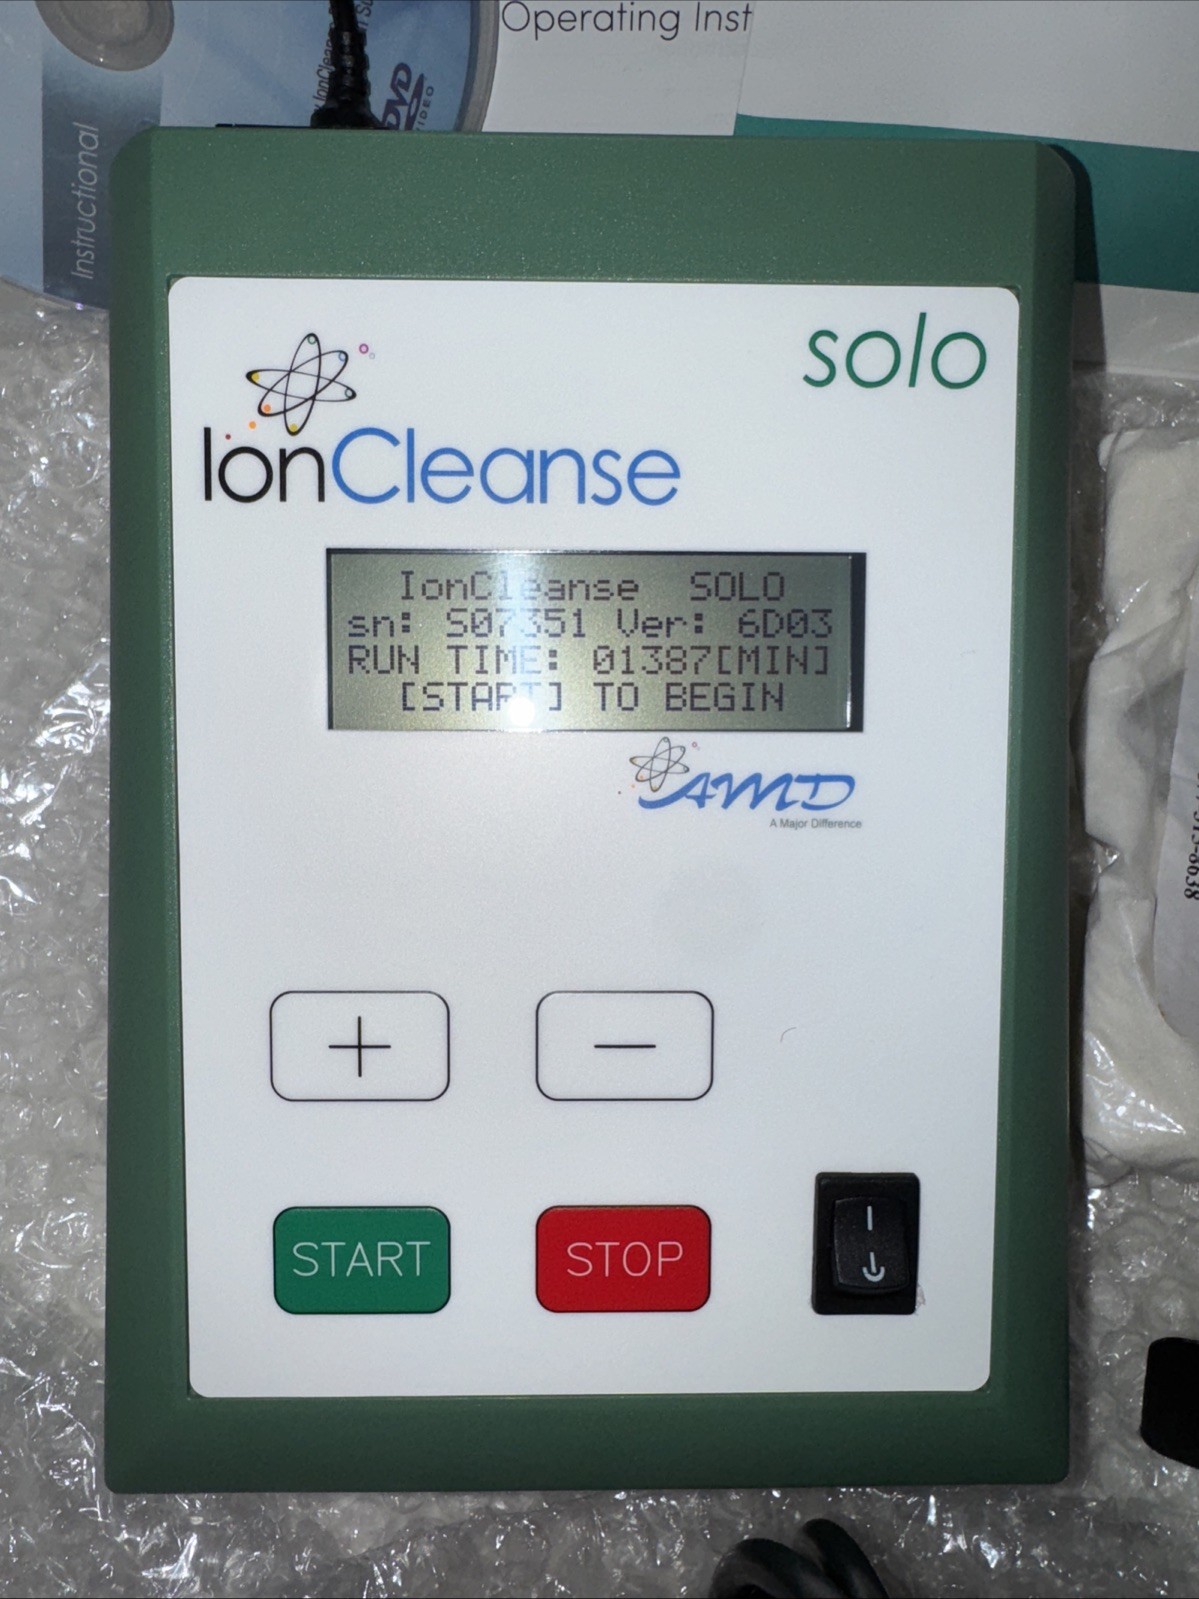 Operating Inst
DVD
Instructional
solo
IonCleanse
IonCleanse SOLO
sn: S07351 Ver: 6D03
RUN TIME: 01387[MIN]
[START] TO BEGIN
AMD
A Major Difference
+ −
START STOP